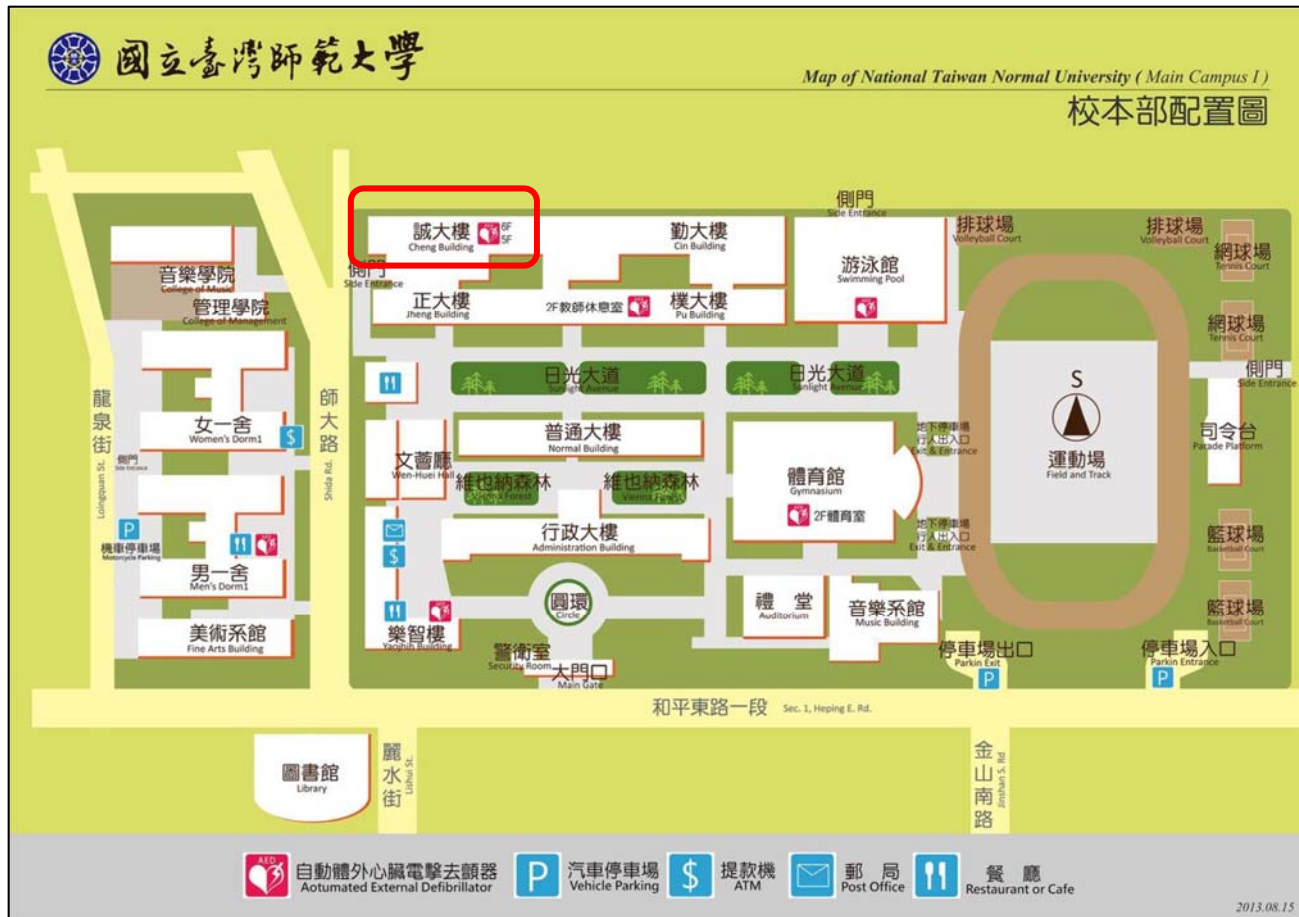 國立臺灣師範大學
Map of National Taiwan Normal University ( Main Campus I )
校本部配置圖
側門
Side Entrance
誠大樓
Cheng Building
AED
6F
5F
勤大樓
Cin Building
排球場
Volleyball Court
排球場
Volleyball Court
網球場
Tennis Court
音樂學院
College of Music
管理學院
College of Management
側門
Side Entrance
正大樓
Jheng Building
2F教師休息室
樸大樓
Pu Building
游泳館
Swimming Pool
網球場
Tennis Court
日光大道
Sunlight Avenue
日光大道
Sunlight Avenue
側門
Side Entrance
龍泉街
Loingquan St.
師大路
Shida Rd.
女一舍
Women's Dorm1
$
側門
Side Entrance
文薈廳
Wen-Huei Hall
普通大樓
Normal Building
維也納森林
Vienna Forest
維也納森林
Vienna Forest
體育館
Gymnasium
2F體育室
地下停車場
行人出入口
Exit & Entrance
S
運動場
Field and Track
司令台
Parade Platform
P
機車停車場
Motorcycle Parking
男一舍
Men's Dorm1
$
行政大樓
Administration Building
地下停車場
行人出入口
Exit & Entrance
籃球場
Basketball Court
美術系館
Fine Arts Building
樂智樓
Yaojhih Building
圓環
Circle
禮 堂
Auditorium
音樂系館
Music Building
籃球場
Basketball Court
警衛室
Security Room
大門口
Main Gate
停車場出口
Parkin Exit
P
停車場入口
Parkin Entrance
P
和平東路一段 Sec. 1, Heping E. Rd.
圖書館
Library
麗水街
Lishui St.
金山南路
Jinshan S. Rd
AED
自動體外心臟電擊去顫器
Aotumated External Defibrillator
P
汽車停車場
Vehicle Parking
$
提款機
ATM
郵 局
Post Office
餐 廳
Restaurant or Cafe
2013.08.15